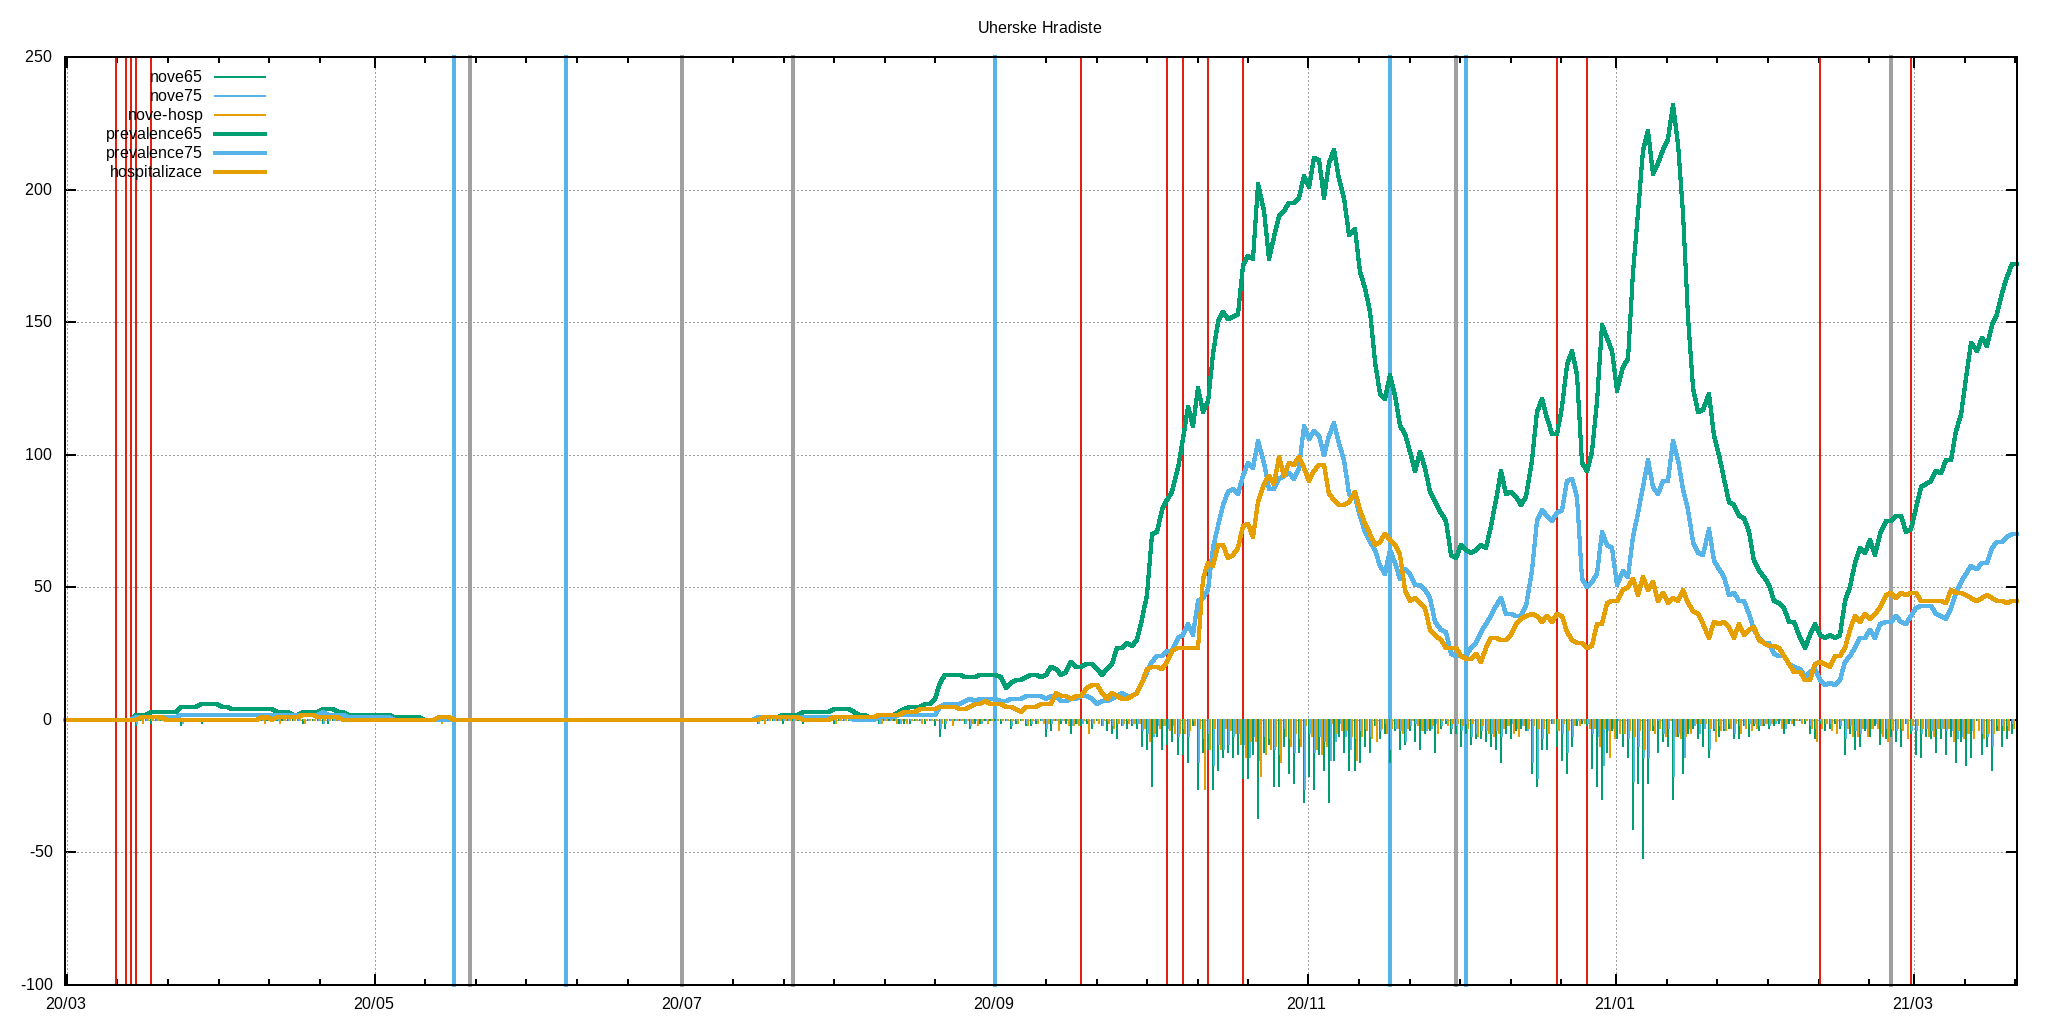 Uherske Hradiste
250
200
150
100
50
0
-50
-100
nove65
nove75
nove-hosp
prevalence65
prevalence75
hospitalizace
20/03
20/05
20/07
20/09
20/11
21/01
21/03